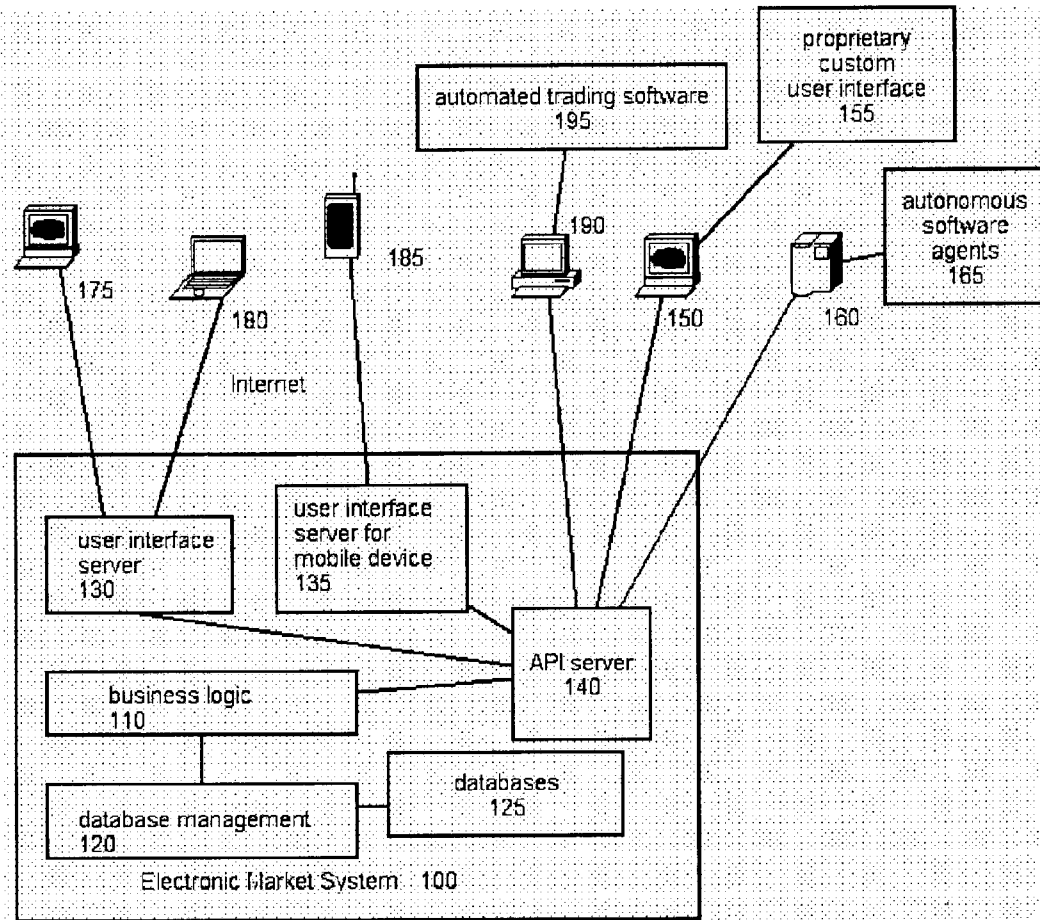 proprietary
custom
user interface
155
automated trading software
195
autonomous
software
agents
165
190
185
175
180
150
160
Internet
user interface
server for
mobile device
135
user interface
server
130
API server
140
business logic
110
databases
125
database management
120
Electronic Market System 100